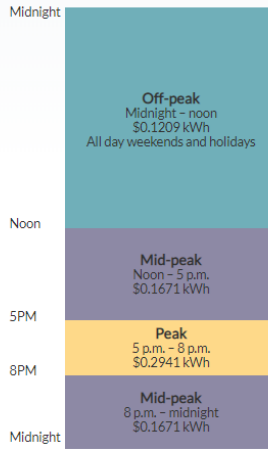 Midnight
Off-peak
Midnight – noon
$0.1209 kWh
All day weekends and holidays
Noon
Mid-peak
Noon – 5 p.m.
$0.1671 kWh
5PM
Peak
5 p.m. – 8 p.m.
$0.2941 kWh
8PM
Mid-peak
8 p.m. – midnight
$0.1671 kWh
Midnight